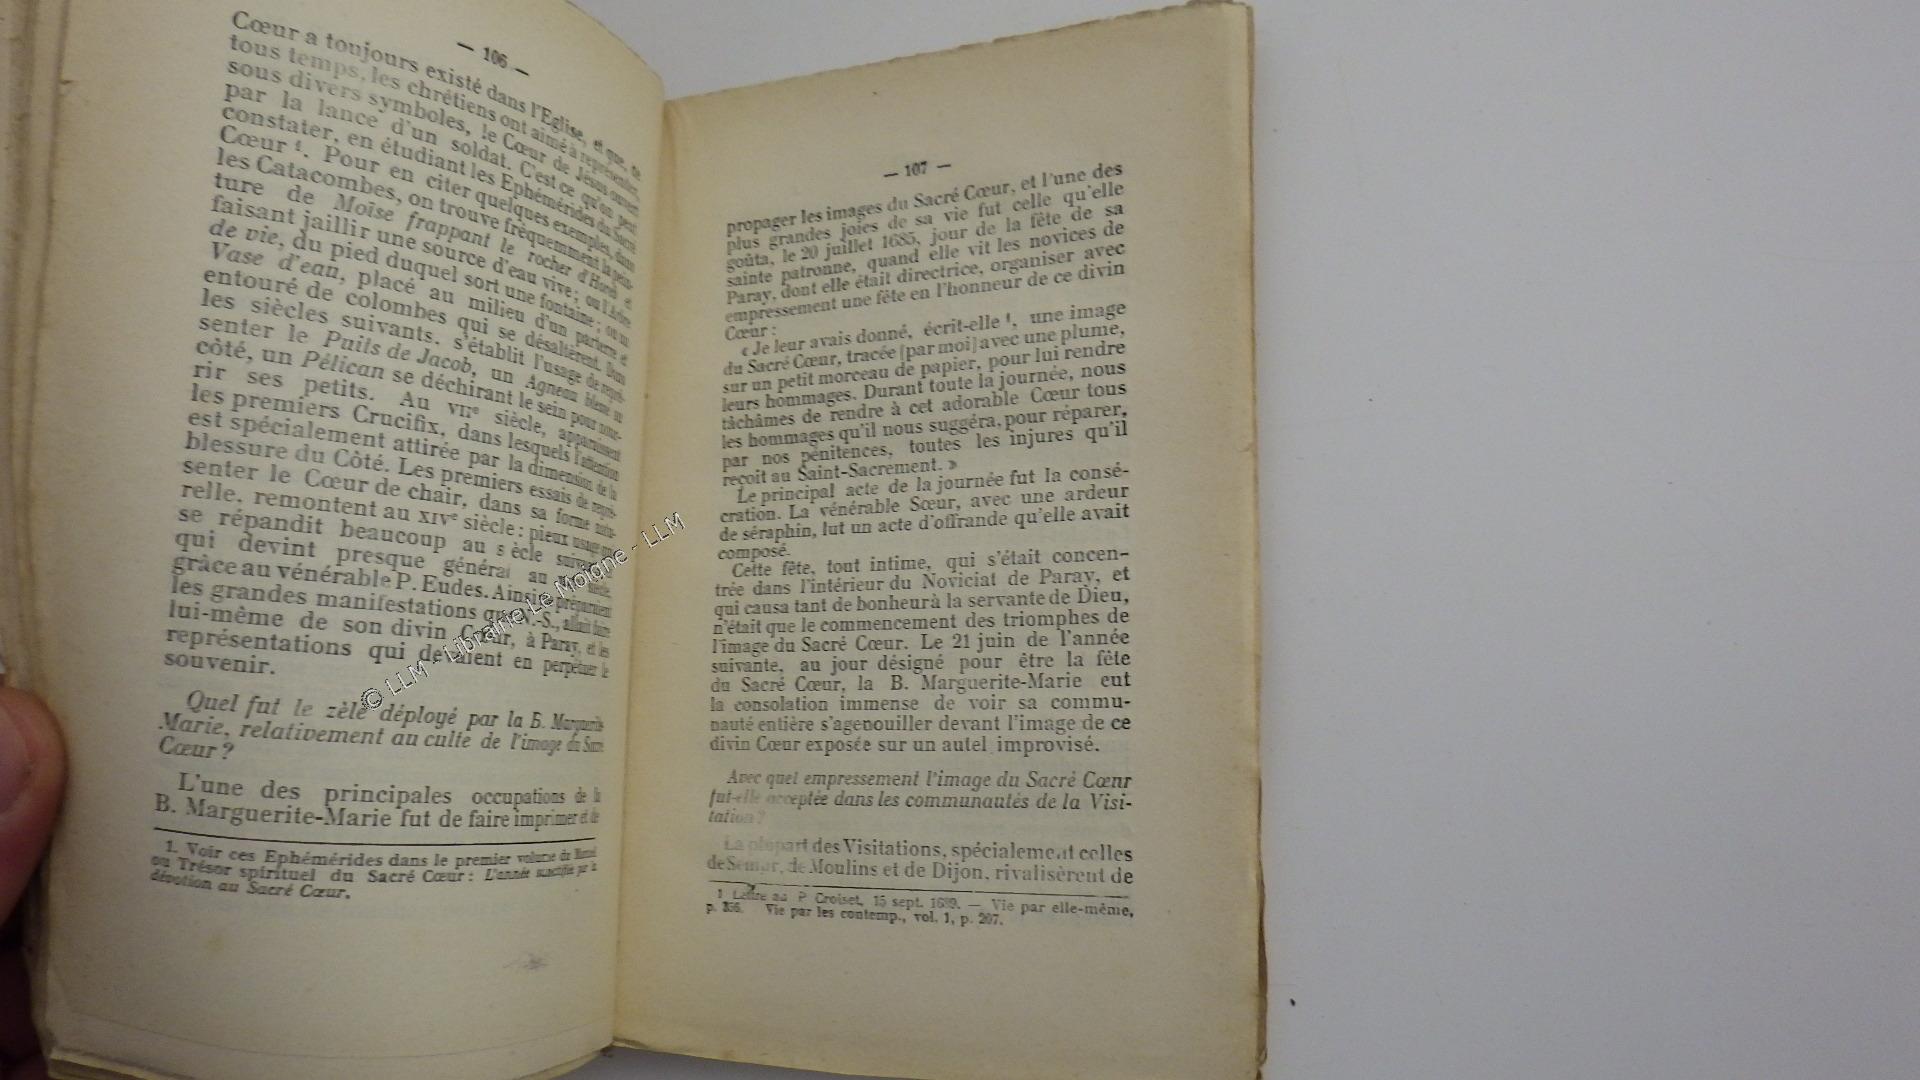 — 106 —
Cœur a toujours existé dans l'Eglise, et que, de
tous temps, les chrétiens ont aimé à représenter,
sous divers symboles, le Cœur de Jésus ouvert
par la lance d'un soldat. C'est ce qu'on peut
constater, en étudiant les Ephémérides du Sacré
Cœur 1. Pour en citer quelques exemples, dans
les Catacombes, on trouve fréquemment la pein-
ture de Moïse frappant le rocher d'Horeb et
faisant jaillir une source d'eau vive ; ou l'Arbre
de vie, du pied duquel sort une fontaine ; ou un
Vase d'eau, placé au milieu d'un parterre et
entouré de colombes qui se désaltèrent. Dans
les siècles suivants. s'établit l'usage de repré-
senter le Puits de Jacob, un Agneau blessé au
côté, un Pélican se déchirant le sein pour nour-
rir ses petits. Au VIIe siècle, apparaissent
les premiers Crucifix, dans lesquels l'attention
est spécialement attirée par la dimension de la
blessure du Côté. Les premiers essais de repré-
senter le Cœur de chair, dans sa forme natu-
relle, remontent au XIVe siècle : pieux usage qui
se répandit beaucoup au s ècle suivant
qui devint presque général au siècle,
grâce au vénérable P. Eudes. Ainsi préparaient
les grandes manifestations que N.-S., allait faire
lui-même de son divin Cœur, à Paray, et les
représentations qui devaient en perpétuer le
souvenir.
Quel fut le zèle déployé par la B. Marguerite-
Marie, relativement au culte de l'image du Sacré
Cœur ?
L'une des principales occupations de la
B. Marguerite-Marie fut de faire imprimer et de
1. Voir ces Ephémérides dans le premier volume du Manuel
ou Trésor spirituel du Sacré Cœur : L'année sanctifiée par la
dévotion au Sacré Cœur.
© LLM - Librairie Le Moigne - LLM
— 107 —
propager les images du Sacré Cœur, et l'une des
plus grandes joies de sa vie fut celle qu'elle
goûta, le 20 juillet 1685, jour de la fête de sa
sainte patronne, quand elle vit les novices de
Paray, dont elle était directrice, organiser avec
empressement une fête en l'honneur de ce divin
Cœur :
« Je leur avais donné, écrit-elle 1, une image
du Sacré Cœur, tracée [par moi] avec une plume,
sur un petit morceau de papier, pour lui rendre
leurs hommages. Durant toute la journée, nous
tâchâmes de rendre à cet adorable Cœur tous
les hommages qu'il nous suggéra, pour réparer,
par nos pénitences, toutes les injures qu'il
reçoit au Saint-Sacrement. »
Le principal acte de la journée fut la consé-
cration. La vénérable Sœur, avec une ardeur
de séraphin, lut un acte d'offrande qu'elle avait
composé.
Cette fête, tout intime, qui s'était concen-
trée dans l'intérieur du Noviciat de Paray, et
qui causa tant de bonheur à la servante de Dieu,
n'était que le commencement des triomphes de
l'image du Sacré Cœur. Le 21 juin de l'année
suivante, au jour désigné pour être la fête
du Sacré Cœur, la B. Marguerite-Marie eut
la consolation immense de voir sa commu-
nauté entière s'agenouiller devant l'image de ce
divin Cœur exposée sur un autel improvisé.
Avec quel empressement l'image du Sacré Cœur
fut-elle acceptée dans les communautés de la Visi-
tation ?
La plupart des Visitations, spécialement celles
de Semur, de Moulins et de Dijon, rivalisèrent de
1. Lettre au P. Croiset, 15 sept. 1689. — Vie par elle-même,
p. 356. Vie par les contemp., vol. 1, p. 207.